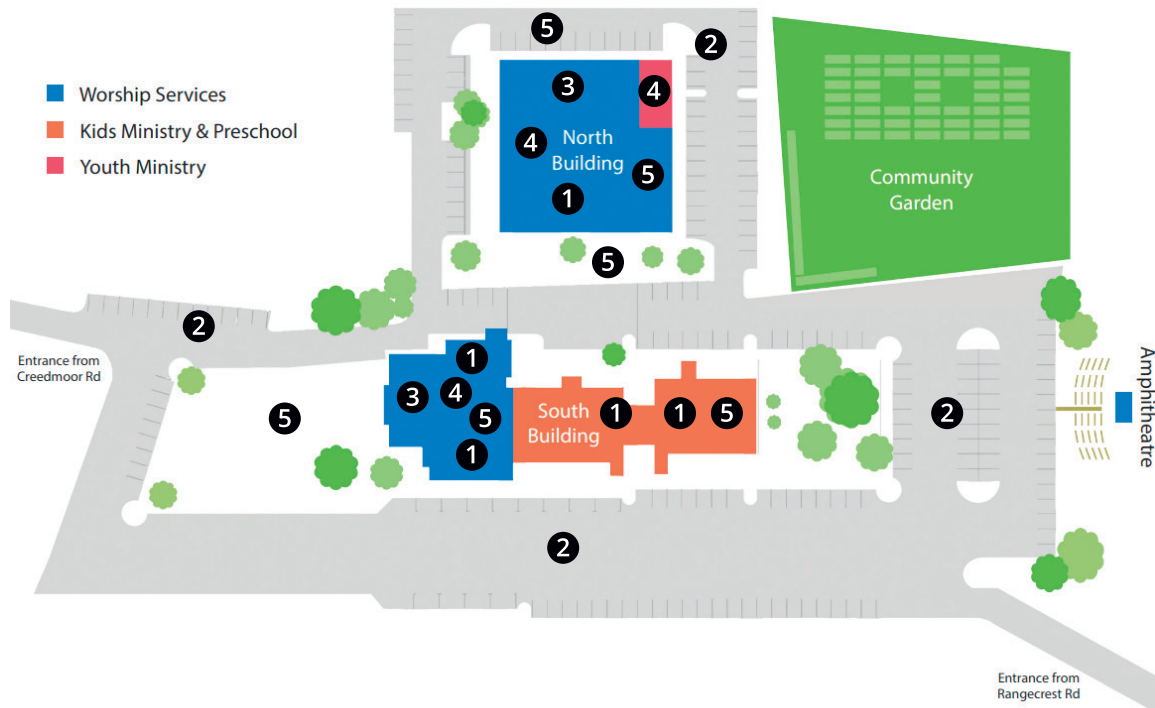 5
2
Worship Services
Kids Ministry & Preschool
Youth Ministry
3
4
4
North
Building
5
1
Community
Garden
5
2
Entrance from
Creedmoor Rd
1
3
4
5
5
South
Building
1
1
5
2
Amphitheatre
1
2
Entrance from
Rangecrest Rd